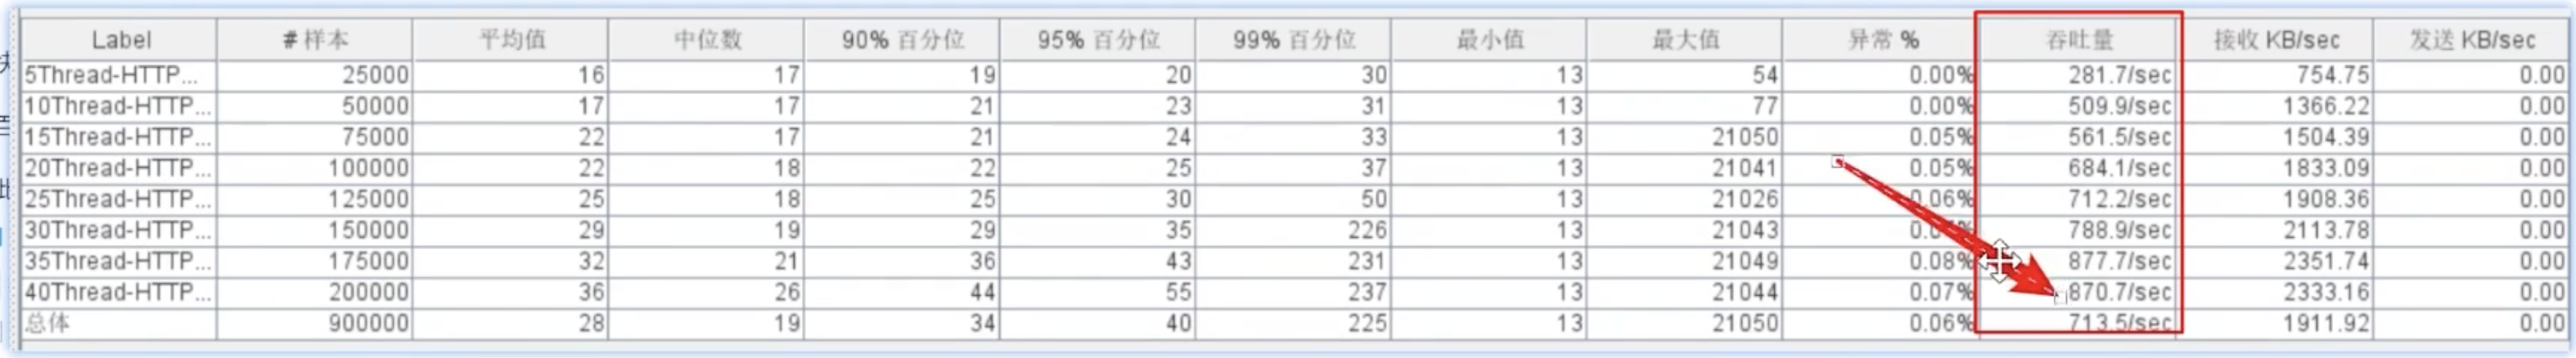 Label # 样本 平均值 中位数 90% 百分位 95% 百分位 99% 百分位 最小值 最大值 异常 % 吞吐量 接收 KB/sec 发送 KB/sec
5Thread-HTTP... 25000 16 17 19 20 30 13 54 0.00% 281.7/sec 754.75 0.00
10Thread-HTTP... 50000 17 17 21 23 31 13 77 0.00% 509.9/sec 1366.22 0.00
15Thread-HTTP... 75000 22 17 21 24 33 13 21050 0.05% 561.5/sec 1504.39 0.00
20Thread-HTTP... 100000 22 18 22 25 37 13 21041 0.05% 684.1/sec 1833.09 0.00
25Thread-HTTP... 125000 25 18 25 30 50 13 21026 0.06% 712.2/sec 1908.36 0.00
30Thread-HTTP... 150000 29 19 29 35 226 13 21043 788.9/sec 2113.78 0.00
35Thread-HTTP... 175000 32 21 36 43 231 13 21049 0.08% 877.7/sec 2351.74 0.00
40Thread-HTTP... 200000 36 26 44 55 237 13 21044 0.07% 870.7/sec 2333.16 0.00
总体 900000 28 19 34 40 225 13 21050 0.06% 713.5/sec 1911.92 0.00